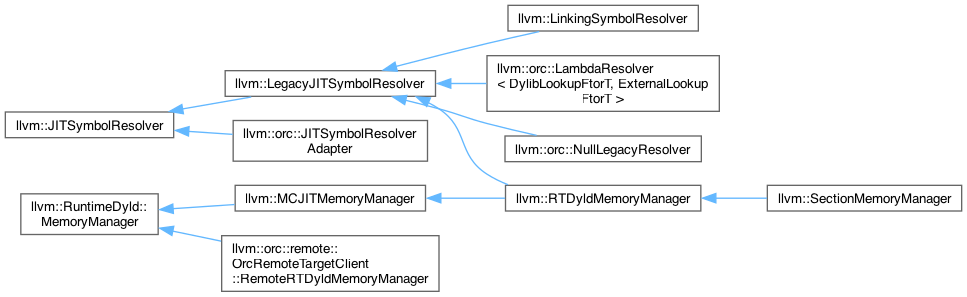 llvm::LinkingSymbolResolver
llvm::LegacyJITSymbolResolver
llvm::orc::LambdaResolver
< DylibLookupFtorT, ExternalLookup
FtorT >
llvm::JITSymbolResolver
llvm::orc::JITSymbolResolver
Adapter
llvm::orc::NullLegacyResolver
llvm::RuntimeDyld::
MemoryManager
llvm::MCJITMemoryManager
llvm::RTDyldMemoryManager
llvm::SectionMemoryManager
llvm::orc::remote::
OrcRemoteTargetClient
::RemoteRTDyldMemoryManager